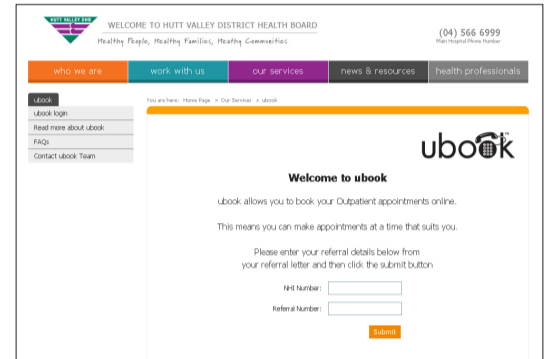 HUTT VALLEY DHB
WELCOME TO HUTT VALLEY DISTRICT HEALTH BOARD
Healthy People, Healthy Families, Healthy Communities
(04) 566 6999
Main Hospital Phone Number
who we are
work with us
our services
news & resources
health professionals
ubook
ubook login
Read more about ubook
FAQs
Contact ubook Team
You are here: Home Page > Our Services > ubook
ubook
Welcome to ubook
ubook allows you to book your Outpatient appointments online.
This means you can make appointments at a time that suits you.
Please enter your referral details below from
your referral letter and then click the submit button
NHI Number:
Referral Number:
Submit